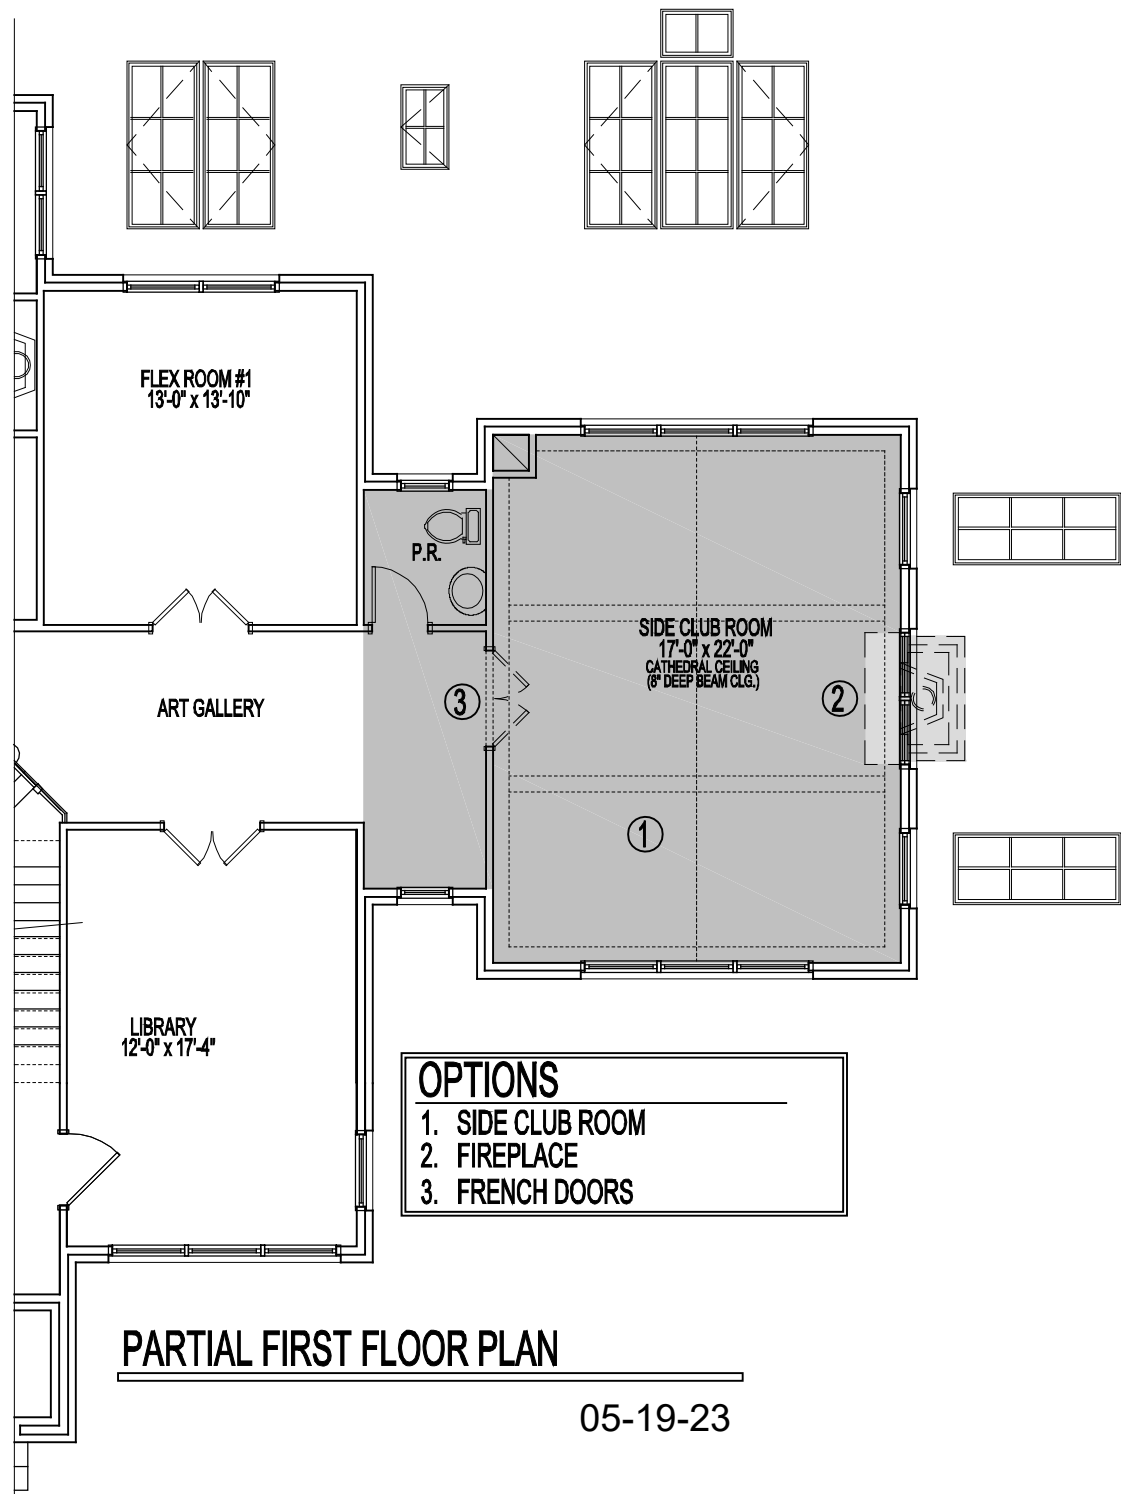 FLEX ROOM #1
13'-0" x 13'-10"
P.R.
SIDE CLUB ROOM
17'-0" x 22'-0"
CATHEDRAL CEILING
(8" DEEP BEAM CLG.)
3
2
ART GALLERY
1
LIBRARY
12'-0" x 17'-4"
OPTIONS
1. SIDE CLUB ROOM
2. FIREPLACE
3. FRENCH DOORS
PARTIAL FIRST FLOOR PLAN
05-19-23